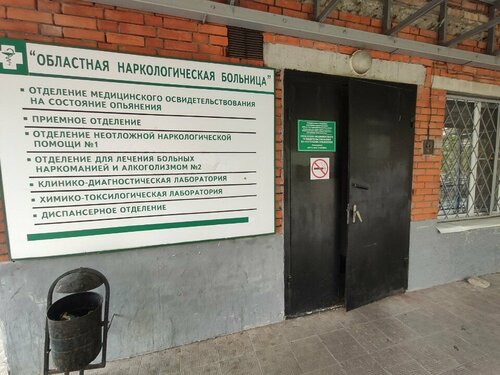 "ОБЛАСТНАЯ НАРКОЛОГИЧЕСКАЯ БОЛЬНИЦА"
▪ ОТДЕЛЕНИЕ МЕДИЦИНСКОГО ОСВИДЕТЕЛЬСТВОВАНИЯ
НА СОСТОЯНИЕ ОПЬЯНЕНИЯ
▪ ПРИЕМНОЕ ОТДЕЛЕНИЕ
▪ ОТДЕЛЕНИЕ НЕОТЛОЖНОЙ НАРКОЛОГИЧЕСКОЙ
ПОМОЩИ №1
▪ ОТДЕЛЕНИЕ ДЛЯ ЛЕЧЕНИЯ БОЛЬНЫХ
НАРКОМАНИЕЙ И АЛКОГОЛИЗМОМ №2
▪ КЛИНИКО-ДИАГНОСТИЧЕСКАЯ ЛАБОРАТОРИЯ
▪ ХИМИКО-ТОКСИЛОГИЧЕСКАЯ ЛАБОРАТОРИЯ
▪ ДИСПАНСЕРНОЕ ОТДЕЛЕНИЕ